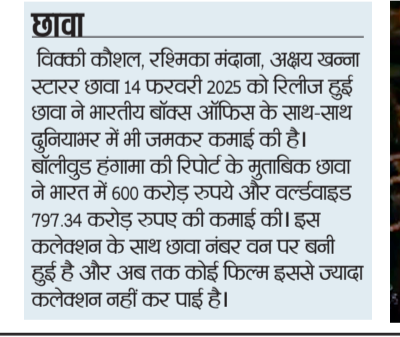 छावा
विक्की कौशल, रश्मिका मंदाना, अक्षय खन्ना
स्टारर छावा 14 फरवरी 2025 को रिलीज हुई
छावा ने भारतीय बॉक्स ऑफिस के साथ-साथ
दुनियाभर में भी जमकर कमाई की है।
बॉलीवुड हंगामा की रिपोर्ट के मुताबिक छावा
ने भारत में 600 करोड़ रुपये और वर्ल्डवाइड
797.34 करोड़ रुपए की कमाई की। इस
कलेक्शन के साथ छावा नंबर वन पर बनी
हुई है और अब तक कोई फिल्म इससे ज्यादा
कलेक्शन नहीं कर पाई है।